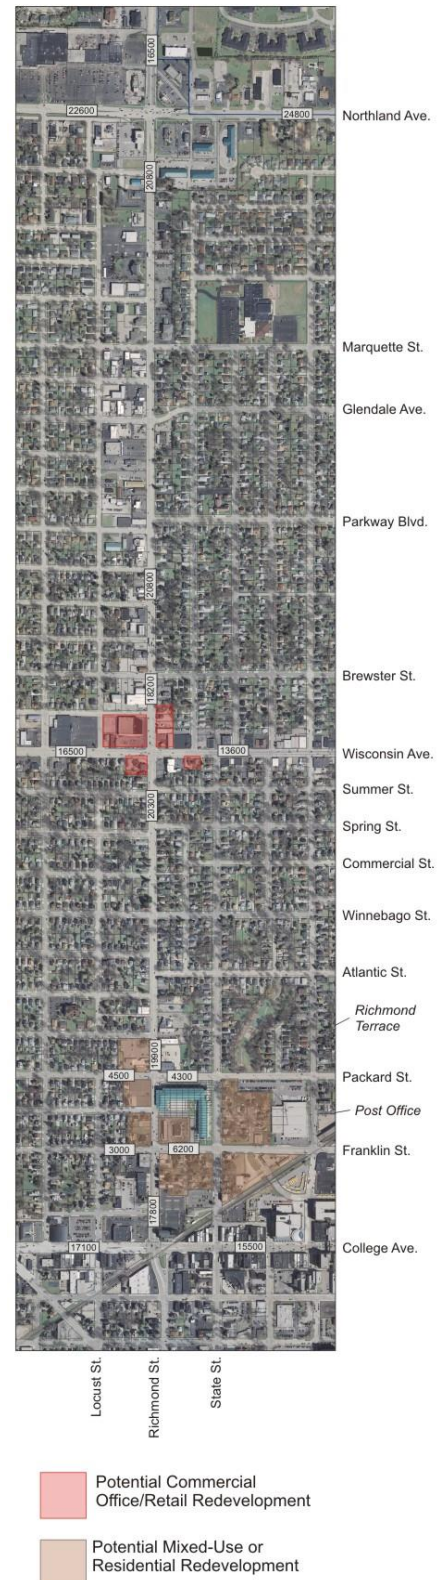 16500
22600
24800
Northland Ave.
20800
Marquette St.
Glendale Ave.
Parkway Blvd.
20800
Brewster St.
18200
16500
13600
Wisconsin Ave.
Summer St.
20300
Spring St.
Commercial St.
Winnebago St.
Atlantic St.
Richmond
Terrace
19900
4500
4300
Packard St.
Post Office
3000
6200
Franklin St.
17800
17100
15500
College Ave.
Locust St.
Richmond St.
State St.
Potential Commercial
Office/Retail Redevelopment
Potential Mixed-Use or
Residential Redevelopment